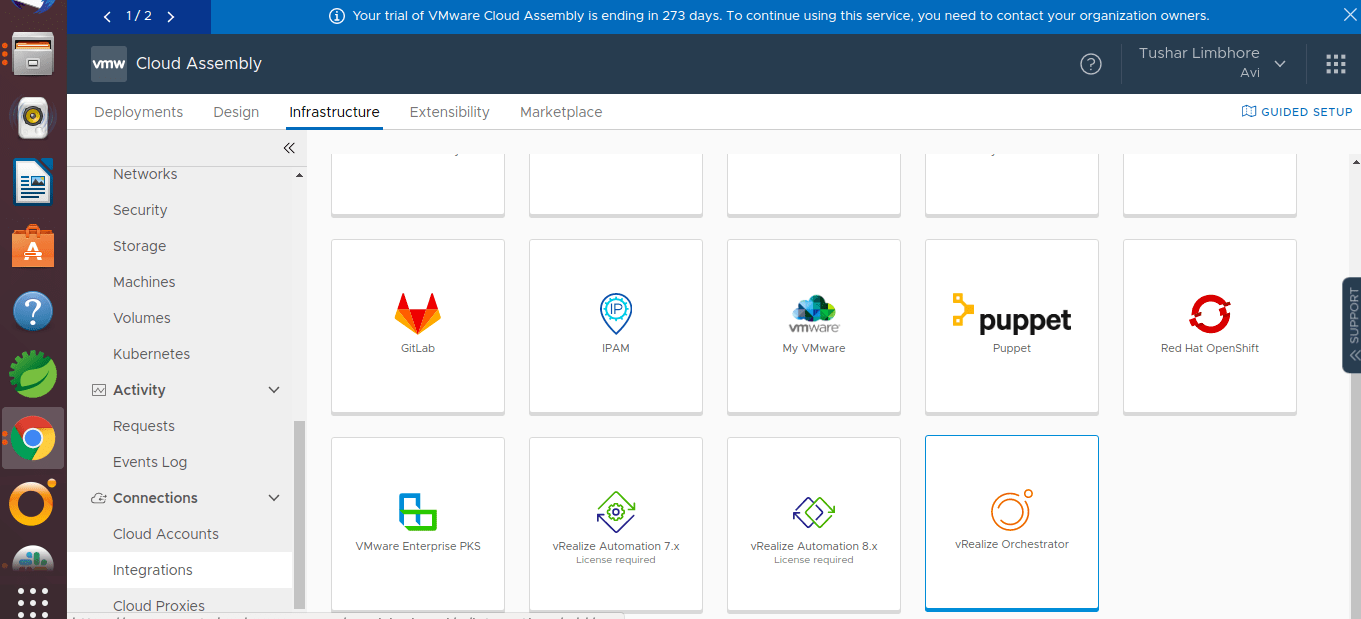 1 / 2
Your trial of VMware Cloud Assembly is ending in 273 days. To continue using this service, you need to contact your organization owners.
vmw Cloud Assembly
Tushar Limbhore
Avi
Deployments Design Infrastructure Extensibility Marketplace
GUIDED SETUP
Networks
Security
Storage
Machines
Volumes
Kubernetes
Activity
Requests
Events Log
Connections
Cloud Accounts
Integrations
Cloud Proxies
GitLab
IP
IPAM
vmware
My VMware
puppet
Puppet
Red Hat OpenShift
VMware Enterprise PKS
vRealize Automation 7.x
License required
vRealize Automation 8.x
License required
vRealize Orchestrator
SUPPORT